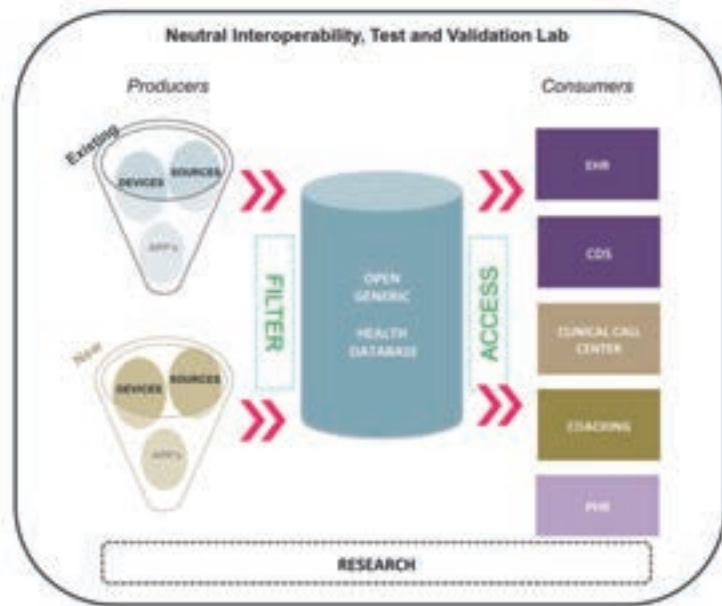 Neutral Interoperability, Test and Validation Lab
Producers
Consumers
Existing
DEVICES
SOURCES
APP's
New
DEVICES
SOURCES
APP's
FILTER
OPEN
GENERIC
HEALTH
DATABASE
ACCESS
EHR
CDS
CLINICAL CALL
CENTER
COACHING
PHR
RESEARCH